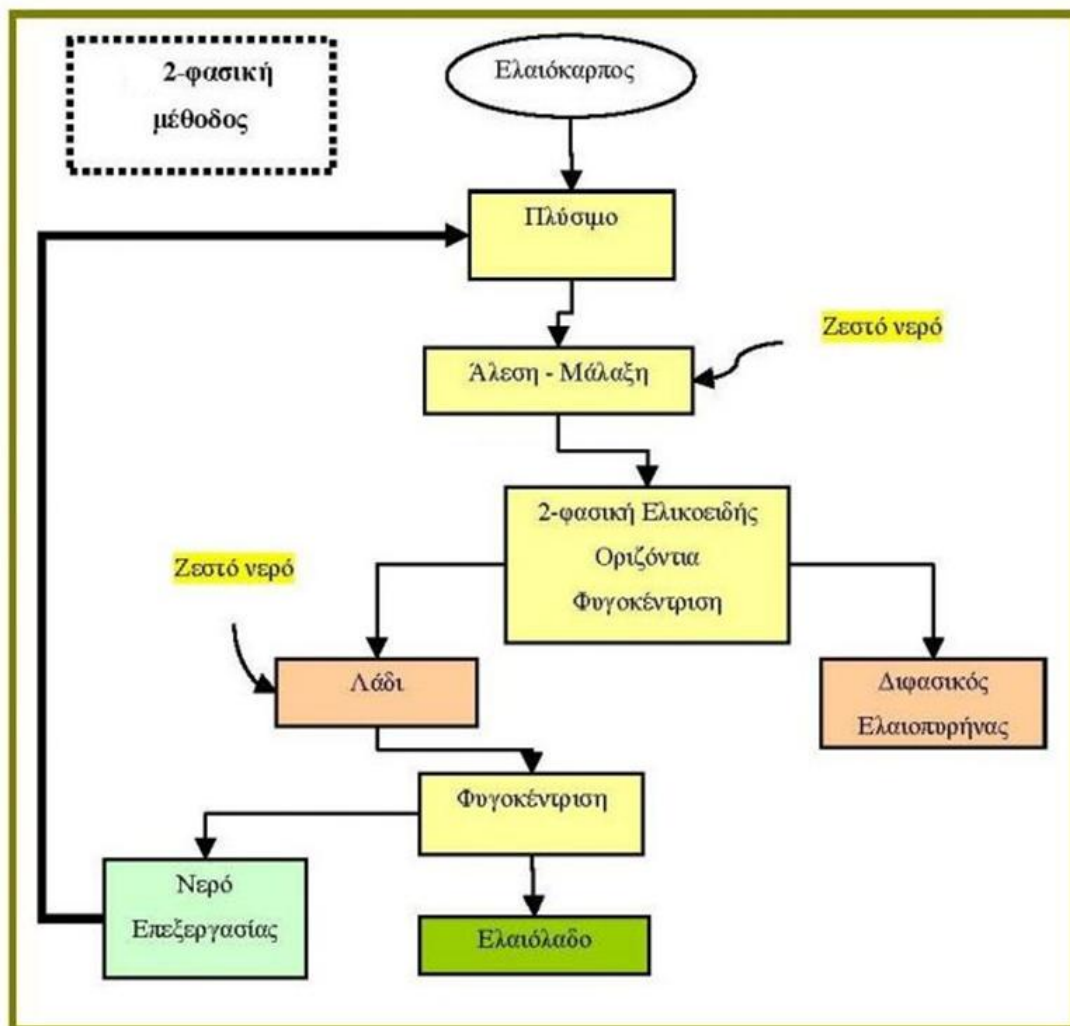 2-φασική
μέθοδος
Ελαιόκαρπος
Πλύσιμο
Ζεστό νερό
Άλεση - Μάλαξη
2-φασική Ελικοειδής
Οριζόντια
Φυγοκέντριση
Ζεστό νερό
Λάδι
Διφασικός
Ελαιοπυρήνας
Φυγοκέντριση
Νερό
Επεξεργασίας
Ελαιόλαδο